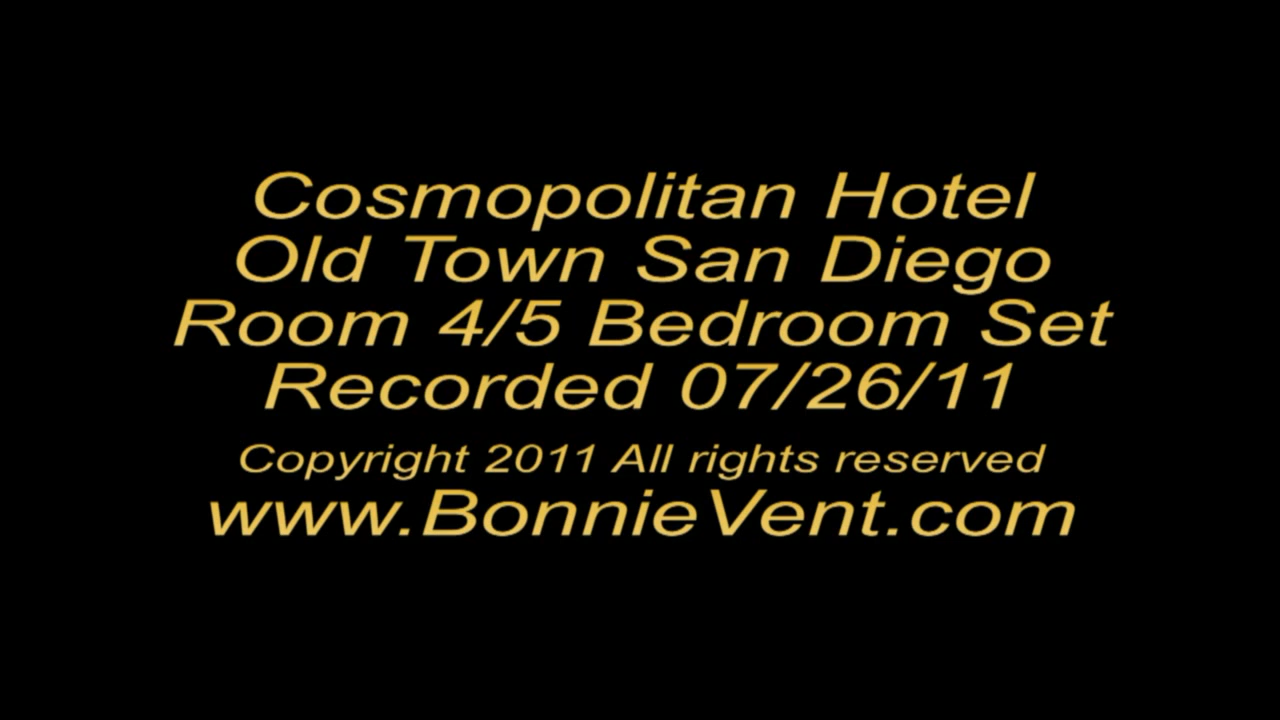 Cosmopolitan Hotel
Old Town San Diego
Room 4/5 Bedroom Set
Recorded 07/26/11
Copyright 2011 All rights reserved
www.BonnieVent.com